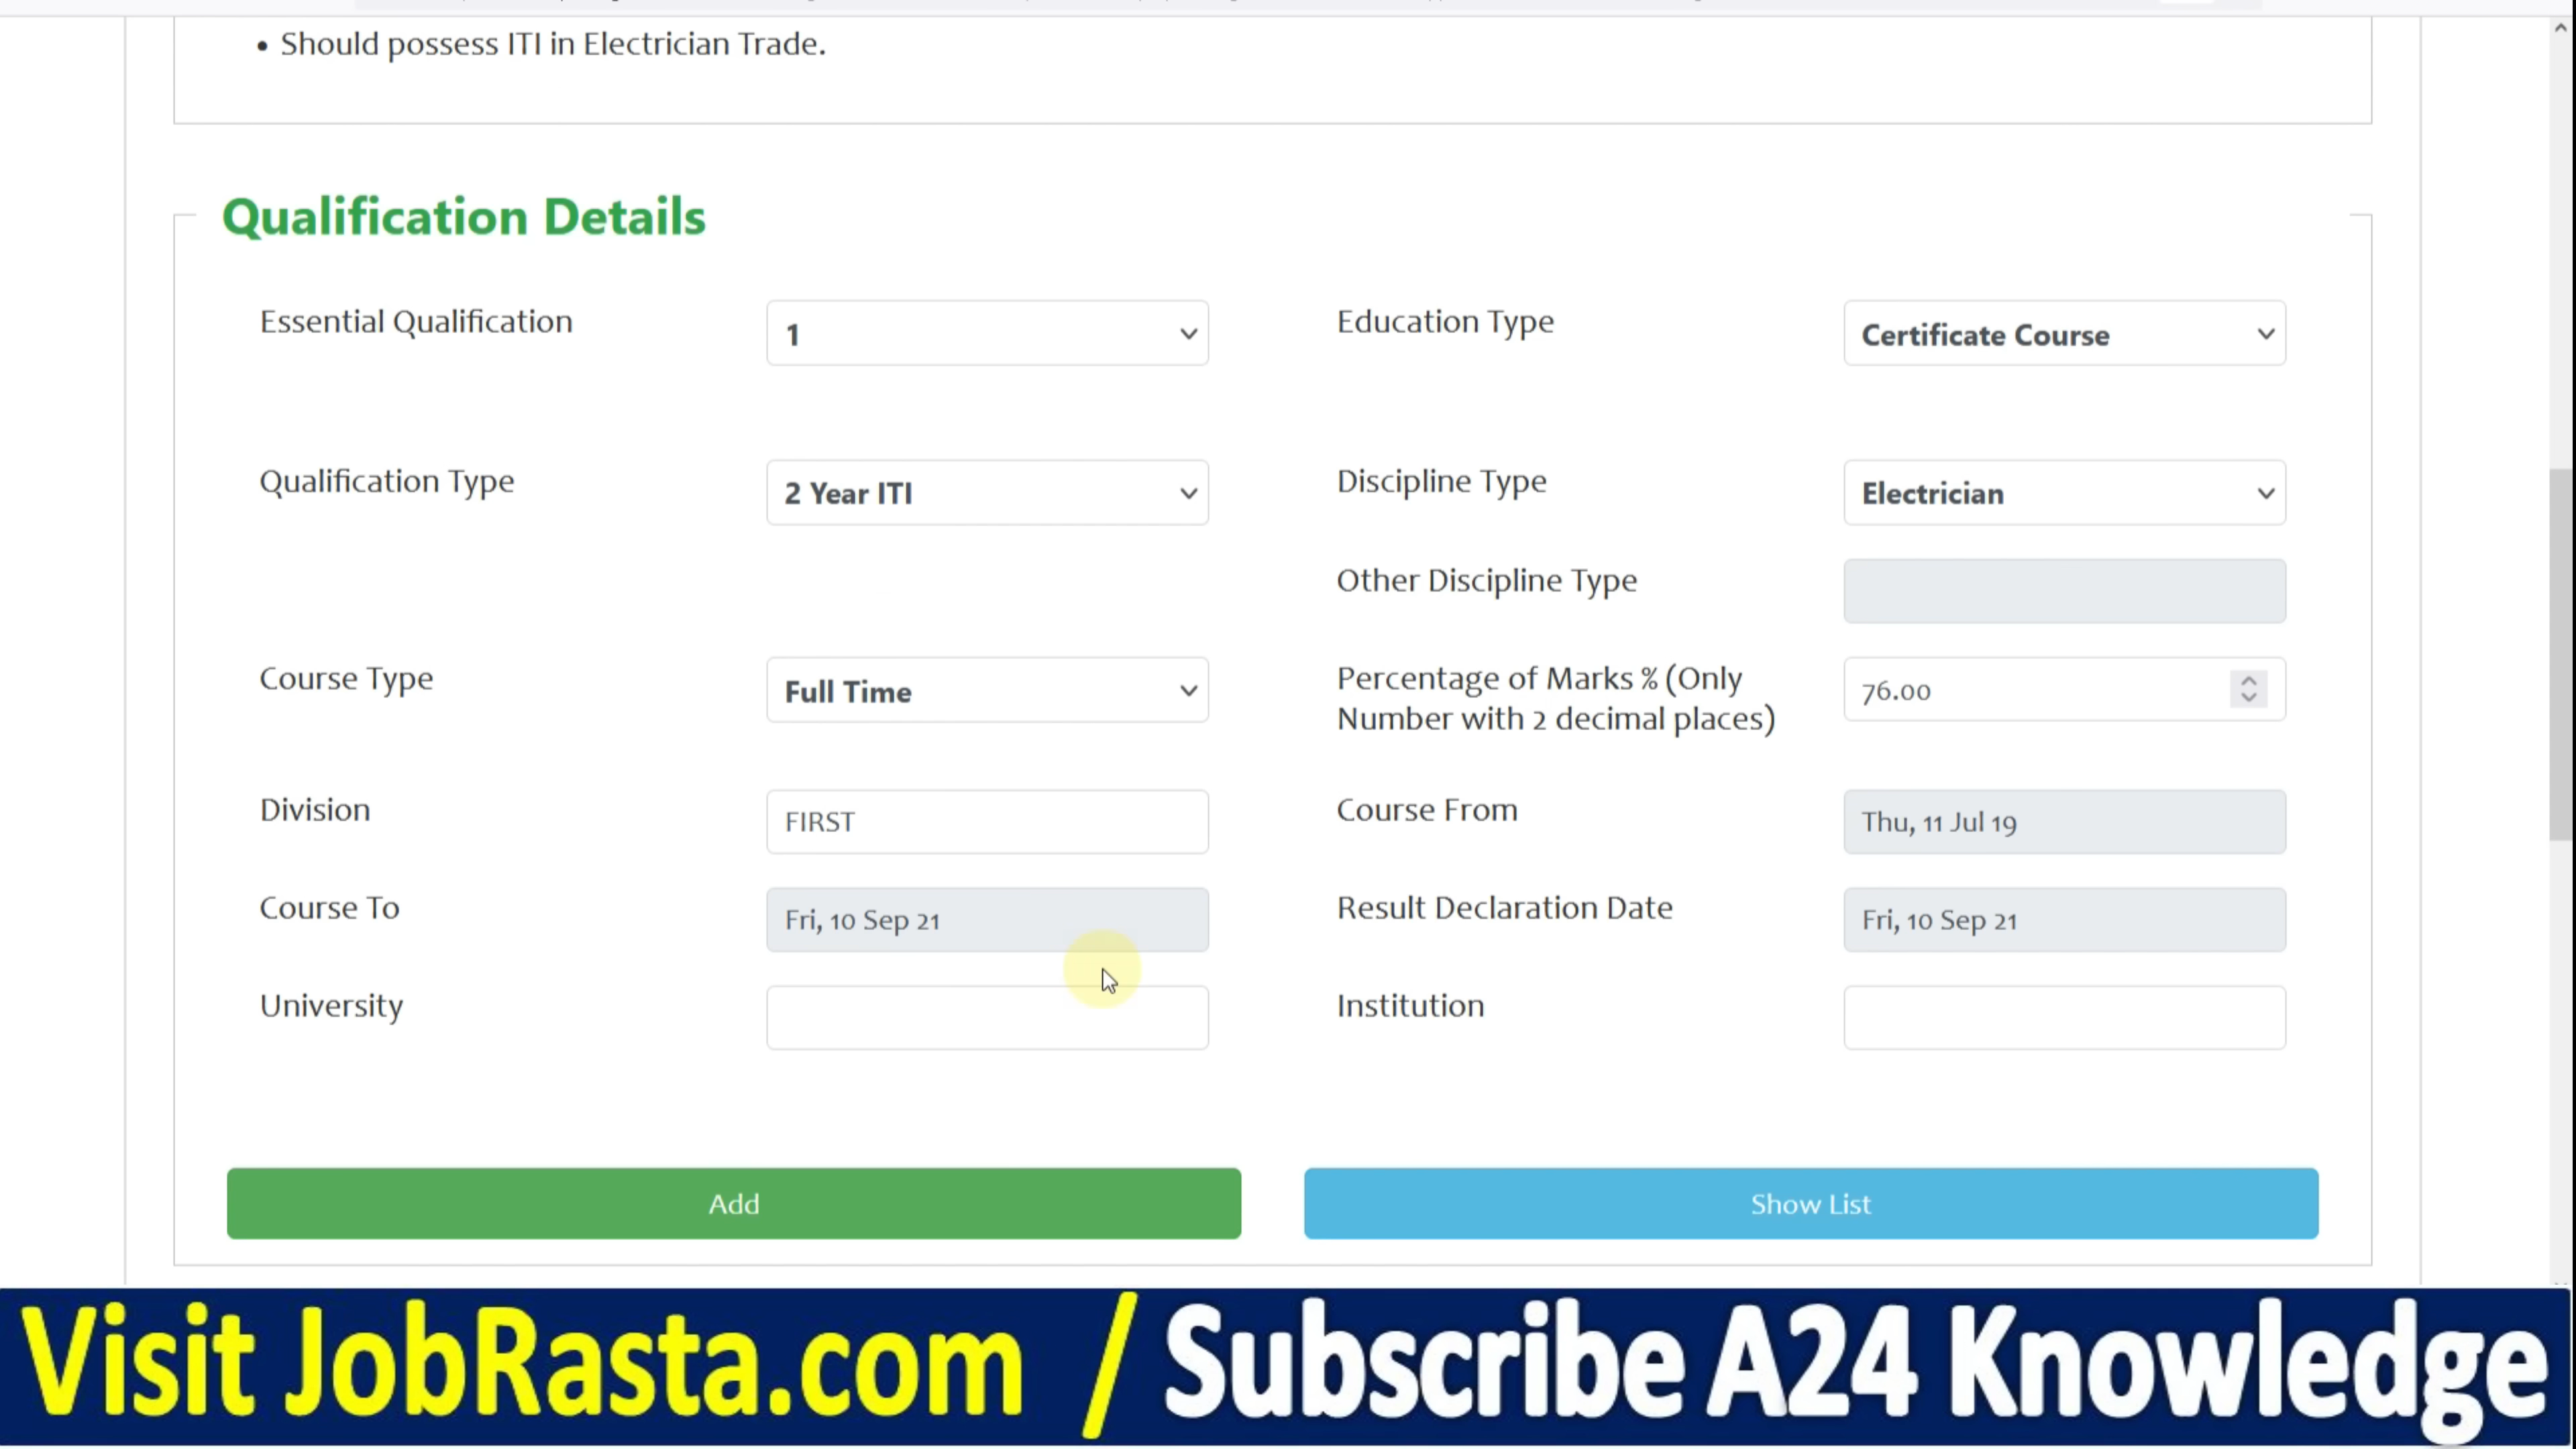 • Should possess ITI in Electrician Trade.
Qualification Details
Essential Qualification 1 Education Type Certificate Course
Qualification Type 2 Year ITI Discipline Type Electrician
Other Discipline Type
Course Type Full Time Percentage of Marks % (Only
Number with 2 decimal places) 76.00
Division FIRST Course From Thu, 11 Jul 19
Course To Fri, 10 Sep 21 Result Declaration Date Fri, 10 Sep 21
University Institution
Add Show List
Visit JobRasta.com / Subscribe A24 Knowledge